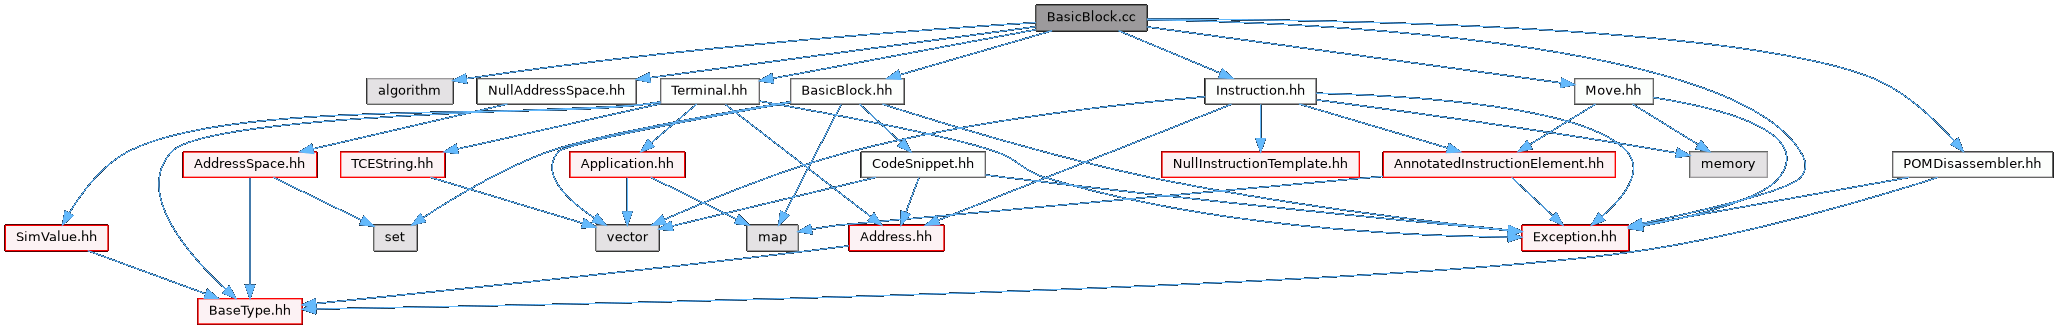 BasicBlock.cc
algorithm
NullAddressSpace.hh
Terminal.hh
BasicBlock.hh
Instruction.hh
Move.hh
AddressSpace.hh
TCEString.hh
Application.hh
CodeSnippet.hh
NullInstructionTemplate.hh
AnnotatedInstructionElement.hh
memory
POMDisassembler.hh
SimValue.hh
set
vector
map
Address.hh
Exception.hh
BaseType.hh